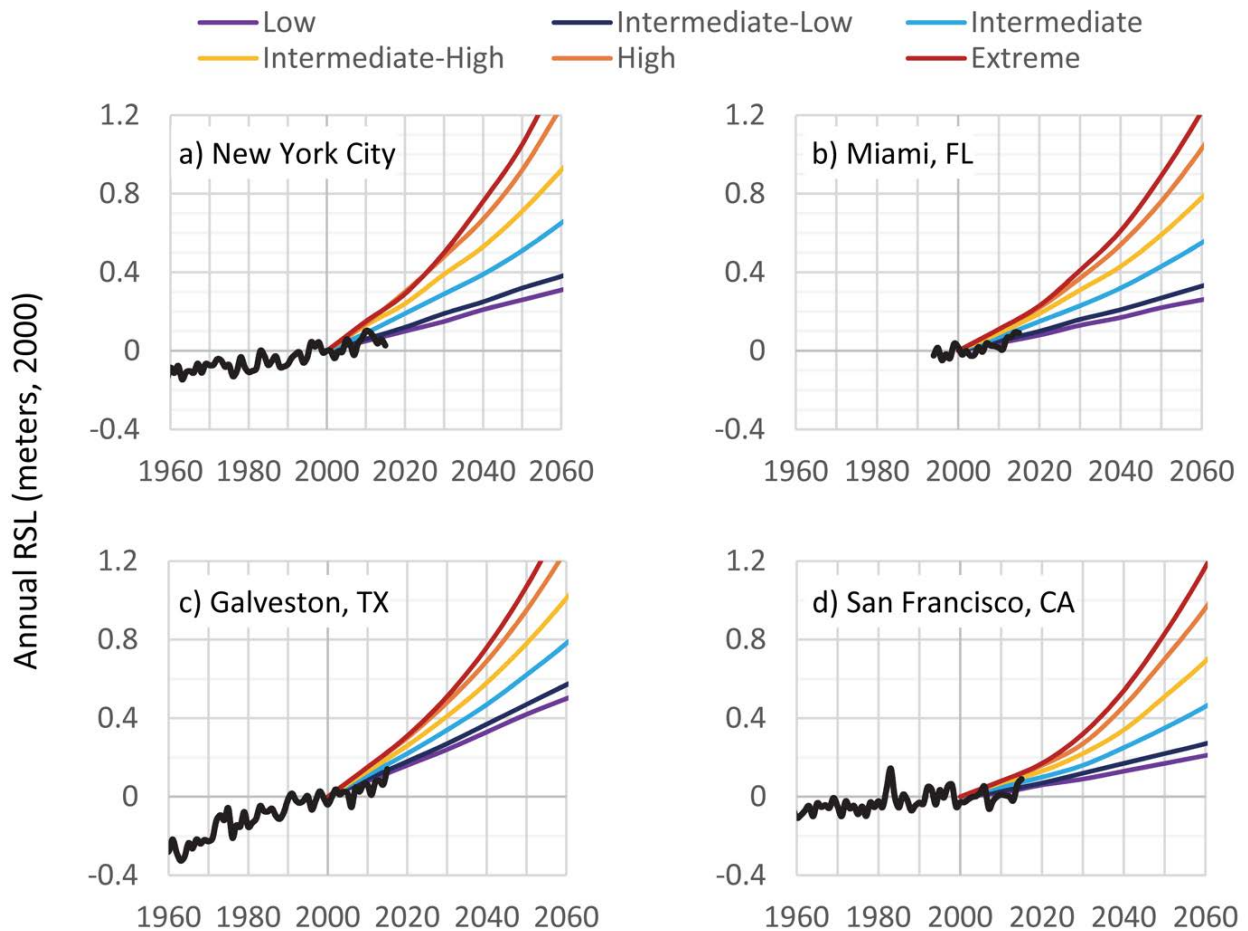 Low Intermediate-Low Intermediate
Intermediate-High High Extreme
Annual RSL (meters, 2000)
a) New York City
1.2
0.8
0.4
0
-0.4
1960 1980 2000 2020 2040 2060
b) Miami, FL
1.2
0.8
0.4
0
-0.4
1960 1980 2000 2020 2040 2060
c) Galveston, TX
1.2
0.8
0.4
0
-0.4
1960 1980 2000 2020 2040 2060
d) San Francisco, CA
1.2
0.8
0.4
0
-0.4
1960 1980 2000 2020 2040 2060